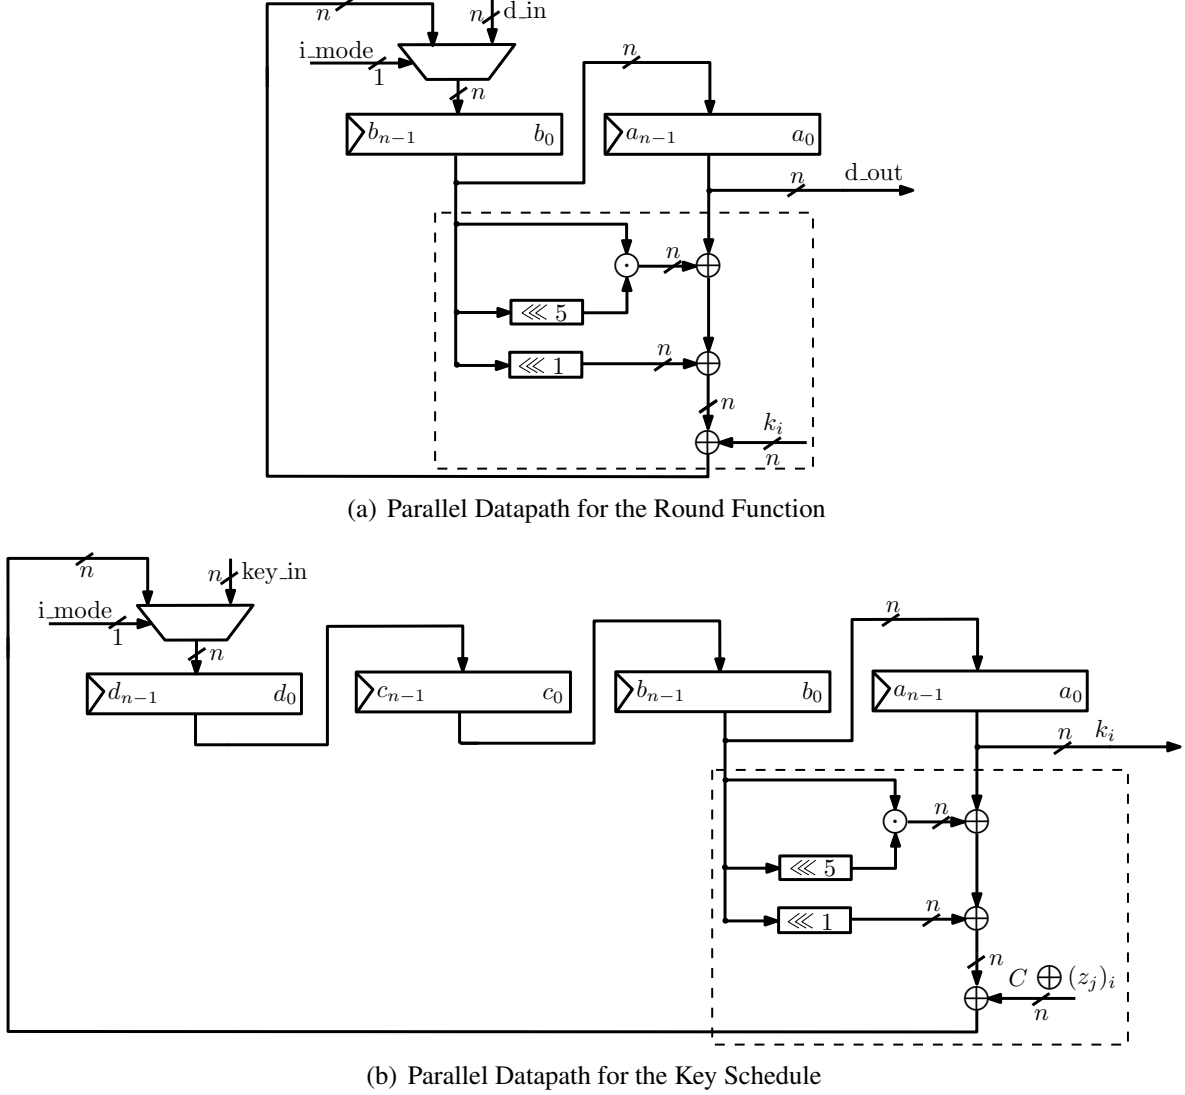 n n d_in
i_mode
1
n
n
b_{n-1} b_0 a_{n-1} a_0
n d_out
n
⋘ 5
n
⋘ 1
n
k_i
n
(a) Parallel Datapath for the Round Function
n n key_in
i_mode
1
n
n
d_{n-1} d_0 c_{n-1} c_0 b_{n-1} b_0 a_{n-1} a_0
n k_i
n
⋘ 5
n
⋘ 1
n
C ⊕ (z_j)_i
n
(b) Parallel Datapath for the Key Schedule